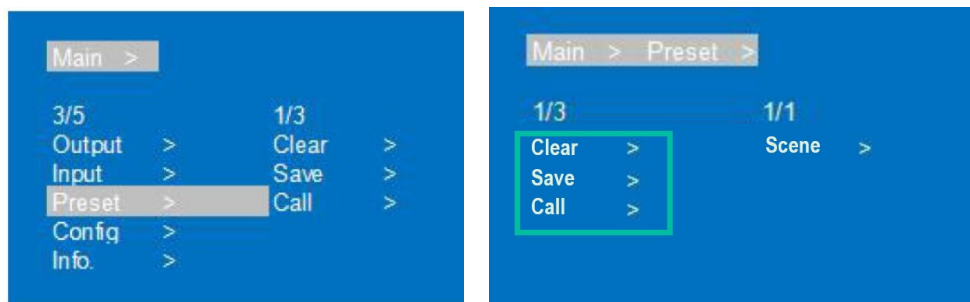 Main >
3/5 1/3
Output > Clear >
Input > Save >
Preset > Call >
Config >
Info. >
Main > Preset >
1/3 1/1
Clear > Scene >
Save >
Call >